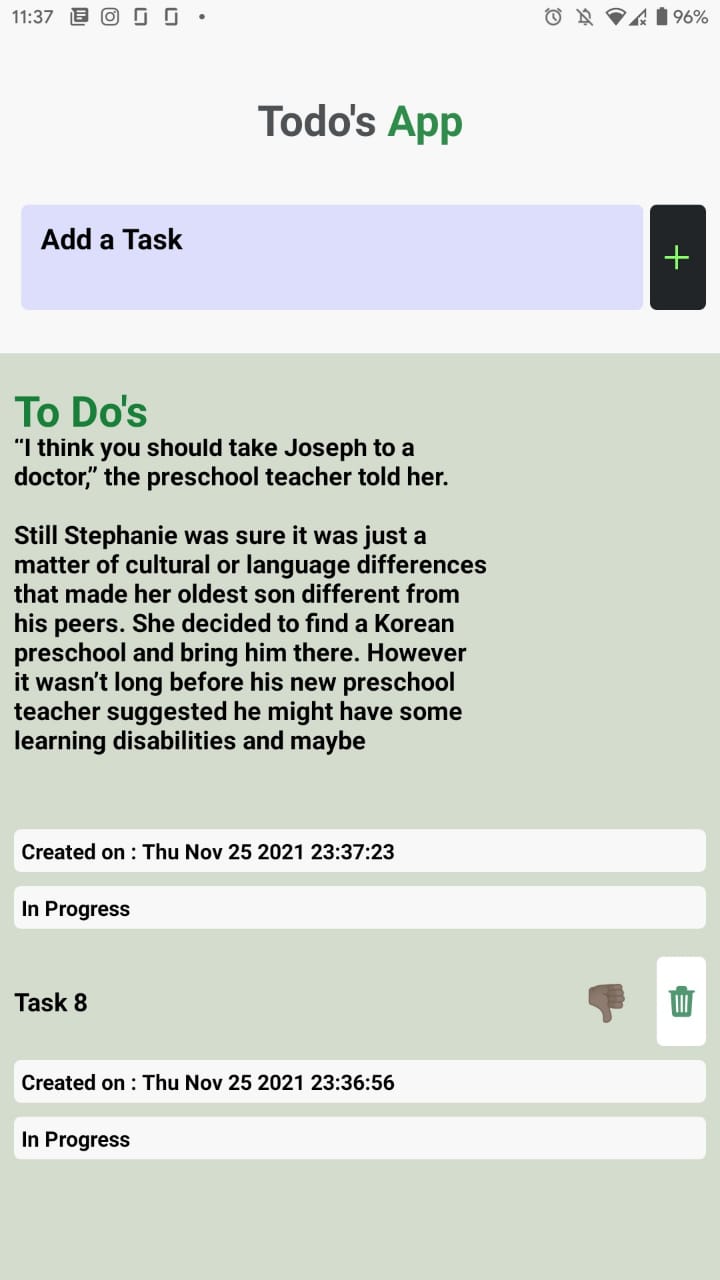 11:37
96%
Todo's App
Add a Task
+
To Do's
“I think you should take Joseph to a
doctor,” the preschool teacher told her.
Still Stephanie was sure it was just a
matter of cultural or language differences
that made her oldest son different from
his peers. She decided to find a Korean
preschool and bring him there. However
it wasn’t long before his new preschool
teacher suggested he might have some
learning disabilities and maybe
Created on : Thu Nov 25 2021 23:37:23
In Progress
Task 8
Created on : Thu Nov 25 2021 23:36:56
In Progress